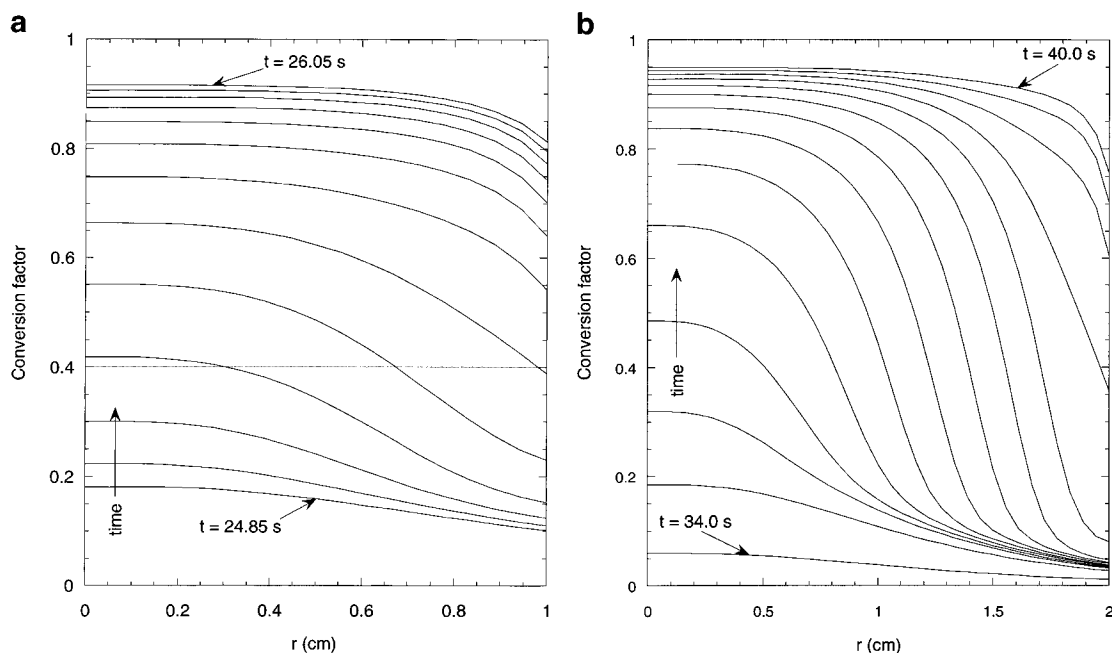 a
1
0.8
0.6
0.4
0.2
0
Conversion factor
t = 26.05 s
time
t = 24.85 s
0
0.2
0.4
0.6
0.8
1
r (cm)
b
1
0.8
0.6
0.4
0.2
0
Conversion factor
t = 40.0 s
time
t = 34.0 s
0
0.5
1
1.5
2
r (cm)